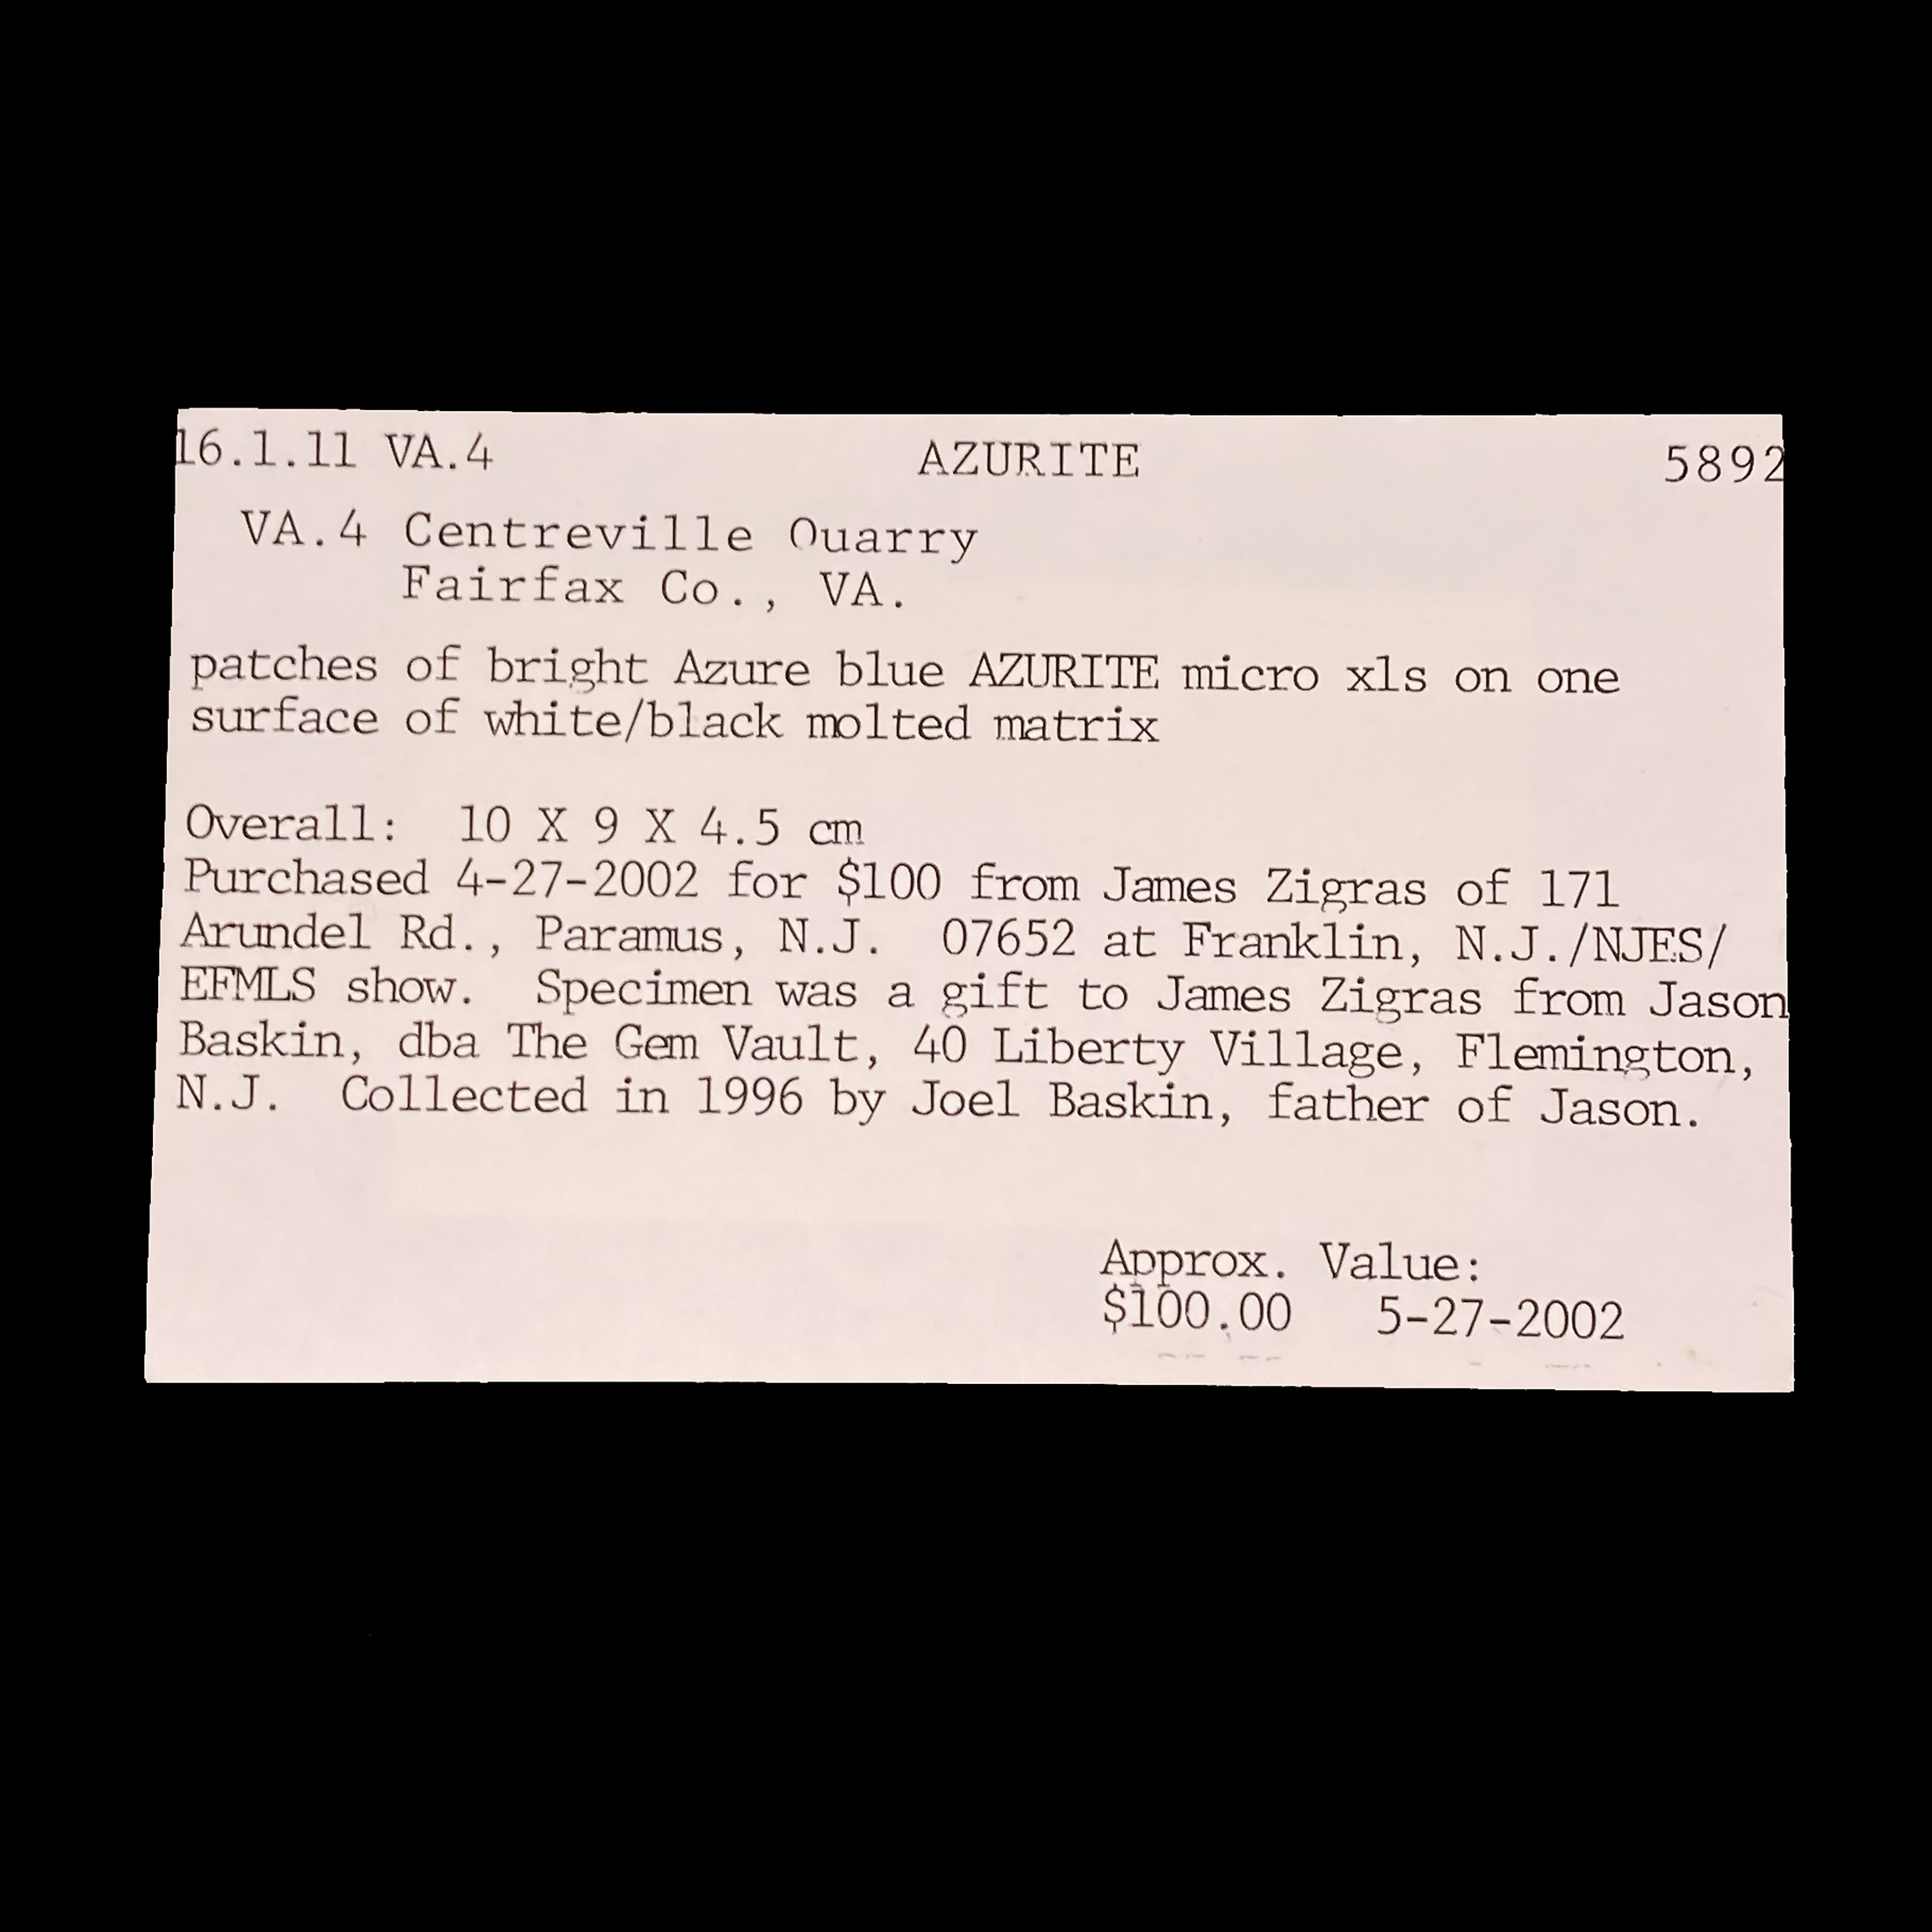 16.1.11 VA.4 AZURITE 5892
VA.4 Centreville Quarry
Fairfax Co., VA.
patches of bright Azure blue AZURITE micro xls on one
surface of white/black molted matrix
Overall: 10 X 9 X 4.5 cm
Purchased 4-27-2002 for $100 from James Zigras of 171
Arundel Rd., Paramus, N.J. 07652 at Franklin, N.J./NJES/
EFMLS show. Specimen was a gift to James Zigras from Jason
Baskin, dba The Gem Vault, 40 Liberty Village, Flemington,
N.J. Collected in 1996 by Joel Baskin, father of Jason.
Approx. Value:
$100.00 5-27-2002